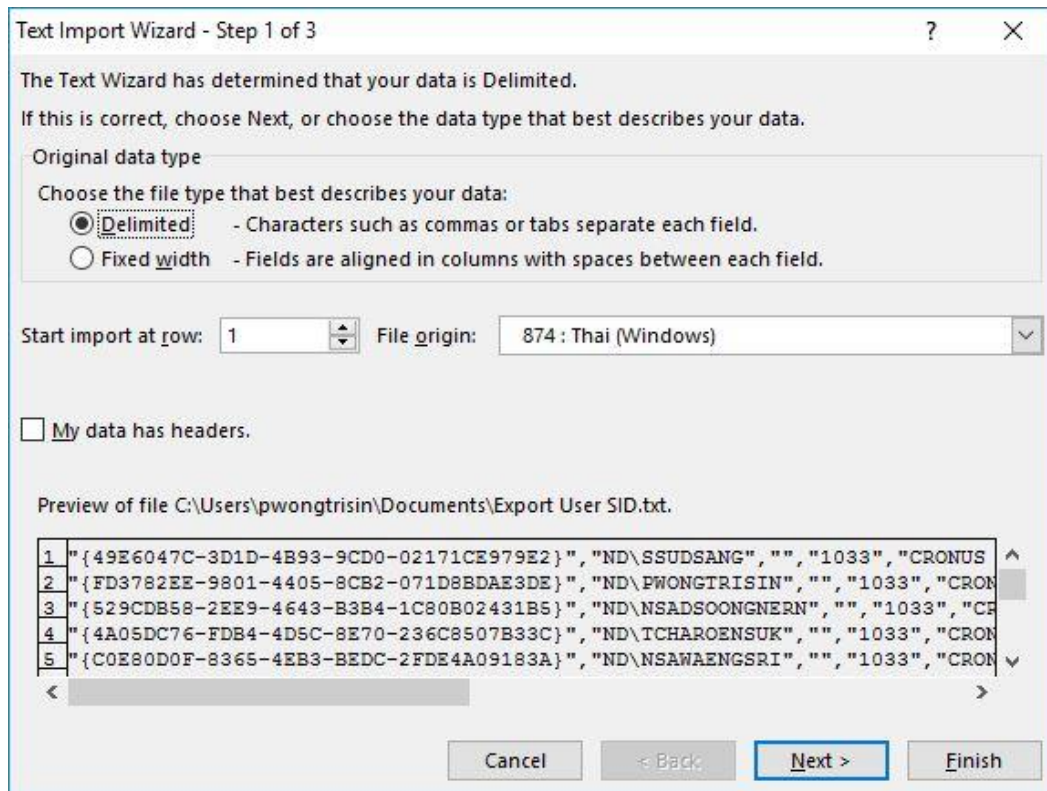 Text Import Wizard - Step 1 of 3 ? X
The Text Wizard has determined that your data is Delimited.
If this is correct, choose Next, or choose the data type that best describes your data.
Original data type
Choose the file type that best describes your data:
Delimited - Characters such as commas or tabs separate each field.
Fixed width - Fields are aligned in columns with spaces between each field.
Start import at row: 1 File origin: 874 : Thai (Windows)
My data has headers.
Preview of file C:\Users\pwongtrisin\Documents\Export User SID.txt.
1 "{49E6047C-3D1D-4B93-9CD0-02171CE979E2}","ND\SSUDSANG","","1033","CRONUS
2 "{FD3782EE-9801-4405-8CB2-071D8BDAE3DE}","ND\PWONGTRISIN","","1033","CRON
3 "{529CDB58-2EE9-4643-B3B4-1C80B02431B5}","ND\NSADSOONGNERN","","1033","CR
4 "{4A05DC76-FDB4-4D5C-8E70-236C8507B33C}","ND\TCHAROENSUK","","1033","CRON
5 "{C0E80D0F-8365-4EB3-BEDC-2FDE4A09183A}","ND\NSAWAENGSRI","","1033","CRON
Cancel < Back Next > Finish